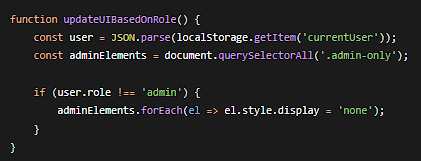 function updateUIBasedOnRole() {
    const user = JSON.parse(localStorage.getItem('currentUser'));
    const adminElements = document.querySelectorAll('.admin-only');

    if (user.role !== 'admin') {
        adminElements.forEach(el => el.style.display = 'none');
    }
}